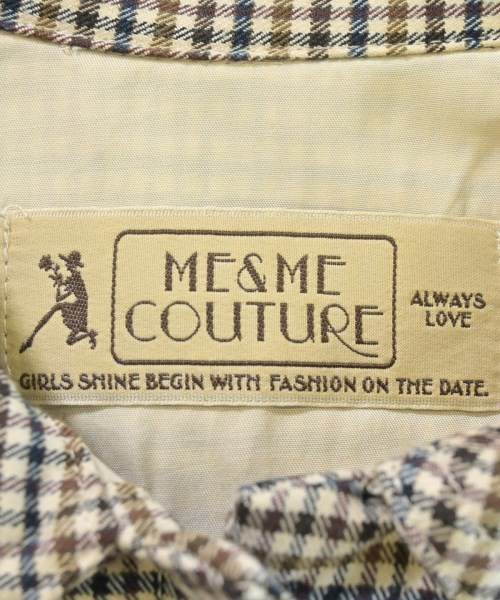 ME&ME
COUTURE
ALWAYS
LOVE
GIRLS SHINE BEGIN WITH FASHION ON THE DATE.